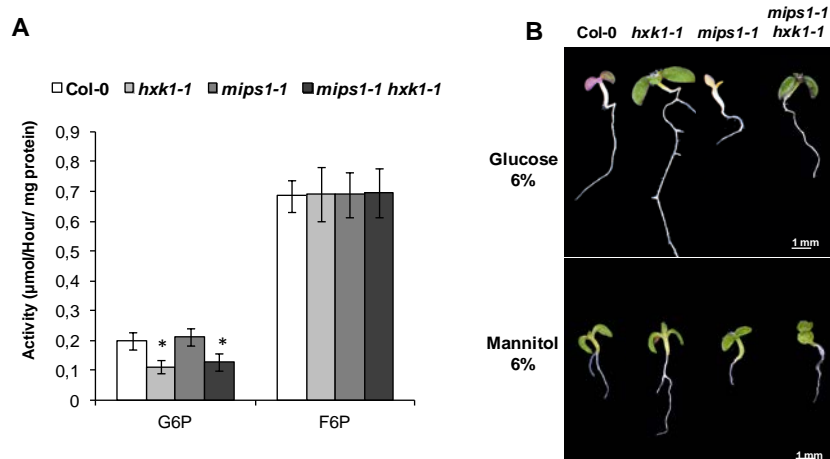 A
Col-0 hxk1-1 mips1-1 mips1-1 hxk1-1
Activity (µmol/Hour/ mg protein)
0,9
0,8
0,7
0,6
0,5
0,4
0,3
0,2
0,1
0
* *
G6P F6P
B
Col-0 hxk1-1 mips1-1 mips1-1
hxk1-1
Glucose
6%
1 mm
Mannitol
6%
1 mm